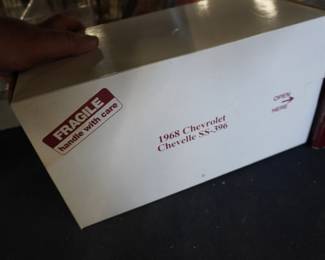 FRAGILE
handle with care
1968 Chevrolet
Chevelle SS-396
OPEN
HERE